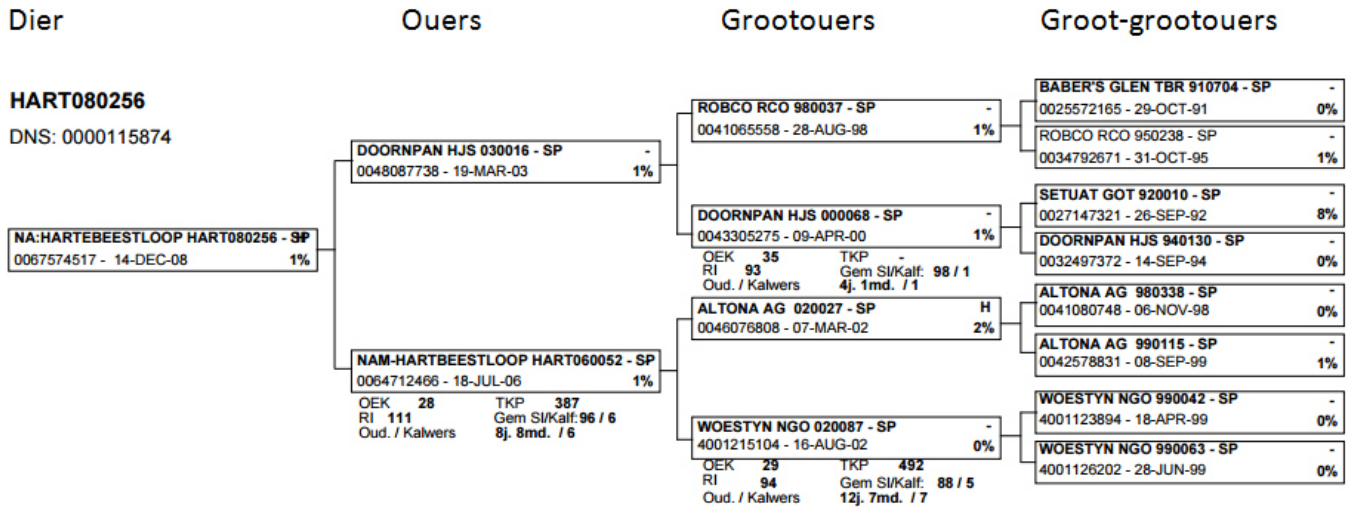 Dier Ouers Grootouers Groot-grootouers
HART080256
DNS: 0000115874
NA:HARTEBEESTLOOP HART080256 - SP H
0067574517 - 14-DEC-08 1%
DOORNPAN HJS 030016 - SP -
0048087738 - 19-MAR-03 1%
NAM-HARTBEESTLOOP HART060052 - SP
0064712466 - 18-JUL-06 1%
OEK 28 TKP 387
RI 111 Gem SI/Kalf: 96 / 6
Oud. / Kalwers 8j. 8md. / 6
ROBCO RCO 980037 - SP -
0041065558 - 28-AUG-98 1%
DOORNPAN HJS 000068 - SP -
0043305275 - 09-APR-00 1%
OEK 35 TKP -
RI 93 Gem SI/Kalf: 98 / 1
Oud. / Kalwers 4j. 1md. / 1
ALTONA AG 020027 - SP H
0046076808 - 07-MAR-02 2%
WOESTYN NGO 020087 - SP -
4001215104 - 16-AUG-02 0%
OEK 29 TKP 492
RI 94 Gem SI/Kalf: 88 / 5
Oud. / Kalwers 12j. 7md. / 7
BABER'S GLEN TBR 910704 - SP -
0025572165 - 29-OCT-91 0%
ROBCO RCO 950238 - SP -
0034792671 - 31-OCT-95 1%
SETUAT GOT 920010 - SP -
0027147321 - 26-SEP-92 8%
DOORNPAN HJS 940130 - SP -
0032497372 - 14-SEP-94 0%
ALTONA AG 980338 - SP -
0041080748 - 06-NOV-98 0%
ALTONA AG 990115 - SP -
0042578831 - 08-SEP-99 1%
WOESTYN NGO 990042 - SP -
4001123894 - 18-APR-99 0%
WOESTYN NGO 990063 - SP -
4001126202 - 28-JUN-99 0%